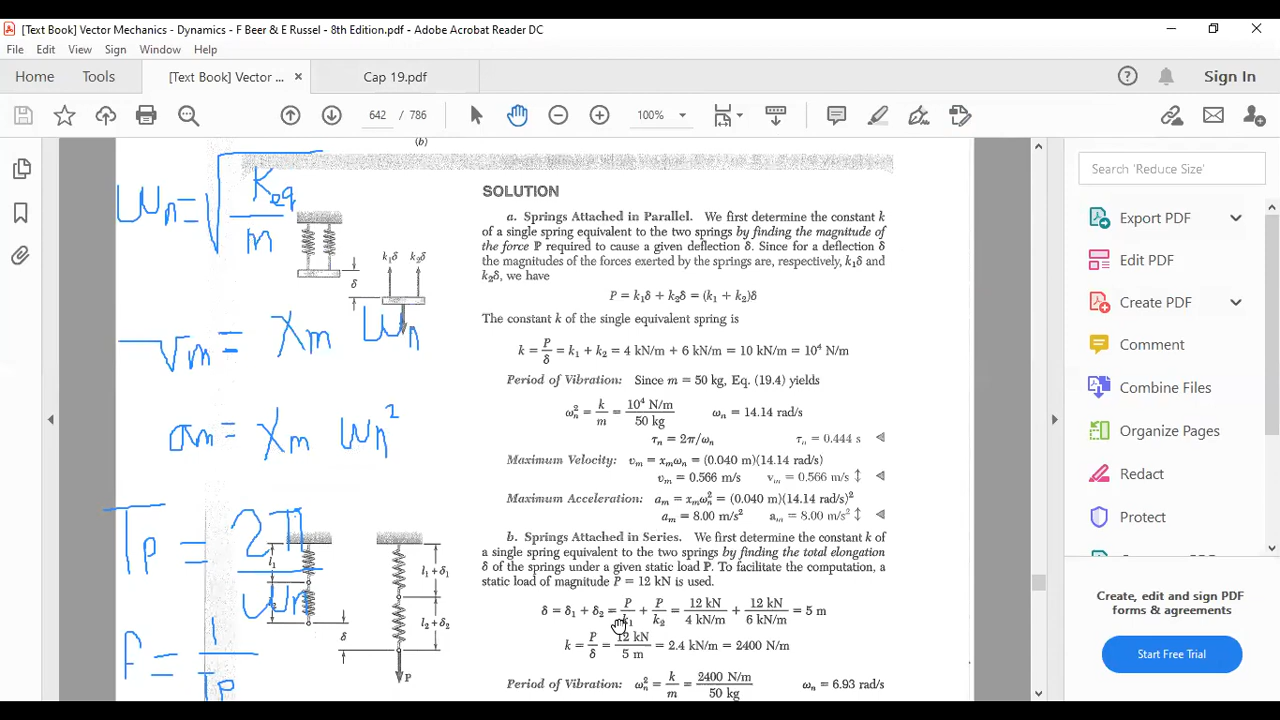 [Text Book] Vector Mechanics - Dynamics - F Beer & E Russel - 8th Edition.pdf - Adobe Acrobat Reader DC
File Edit View Sign Window Help
Home Tools [Text Book] Vector ... × Cap 19.pdf Sign In
642 / 786 100%
(b)
SOLUTION
a. Springs Attached in Parallel. We first determine the constant k
of a single spring equivalent to the two springs by finding the magnitude of
the force P required to cause a given deflection δ. Since for a deflection δ
the magnitudes of the forces exerted by the springs are, respectively, k₁δ and
k₂δ, we have
P = k₁δ + k₂δ = (k₁ + k₂)δ
The constant k of the single equivalent spring is
k = P/δ = k₁ + k₂ = 4 kN/m + 6 kN/m = 10 kN/m = 10⁴ N/m
Period of Vibration: Since m = 50 kg, Eq. (19.4) yields
ωₙ² = k/m = 10⁴ N/m / 50 kg ωₙ = 14.14 rad/s
τₙ = 2π/ωₙ τₙ = 0.444 s ◀
Maximum Velocity: vₘ = xₘωₙ = (0.040 m)(14.14 rad/s)
vₘ = 0.566 m/s vₘ = 0.566 m/s ↕ ◀
Maximum Acceleration: aₘ = xₘωₙ² = (0.040 m)(14.14 rad/s)²
aₘ = 8.00 m/s² aₘ = 8.00 m/s² ↕ ◀
b. Springs Attached in Series. We first determine the constant k of
a single spring equivalent to the two springs by finding the total elongation
δ of the springs under a given static load P. To facilitate the computation, a
static load of magnitude P = 12 kN is used.
δ = δ₁ + δ₂ = P/k₁ + P/k₂ = 12 kN / 4 kN/m + 12 kN / 6 kN/m = 5 m
k = P/δ = 12 kN / 5 m = 2.4 kN/m = 2400 N/m
Period of Vibration: ωₙ² = k/m = 2400 N/m / 50 kg ωₙ = 6.93 rad/s
ωn = √(Keq/m)
k₁δ k₂δ
δ
Vm = Xm ωn
am = Xm ωn²
Tp = 2π/ωn
l₁ l₁ + δ₁
l₂ + δ₂
δ
P
f = 1/Tp
Search 'Reduce Size'
Export PDF
Edit PDF
Create PDF
Comment
Combine Files
Organize Pages
Redact
Protect
Create, edit and sign PDF
forms & agreements
Start Free Trial